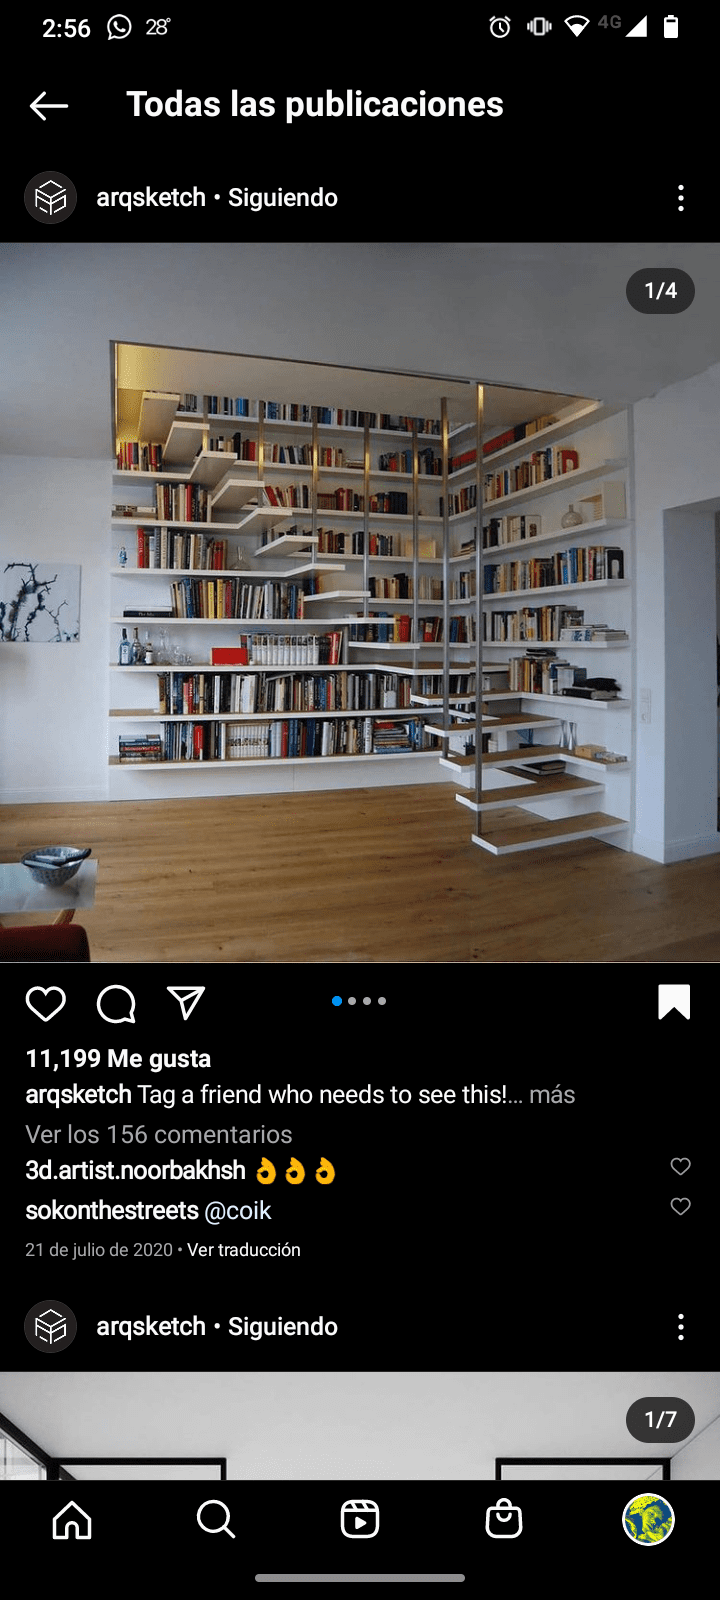 2:56 28°
4G
Todas las publicaciones
arqsketch • Siguiendo
1/4
11,199 Me gusta
arqsketch Tag a friend who needs to see this!... más
Ver los 156 comentarios
3d.artist.noorbakhsh 👌👌👌
sokonthestreets @coik
21 de julio de 2020 • Ver traducción
arqsketch • Siguiendo
1/7